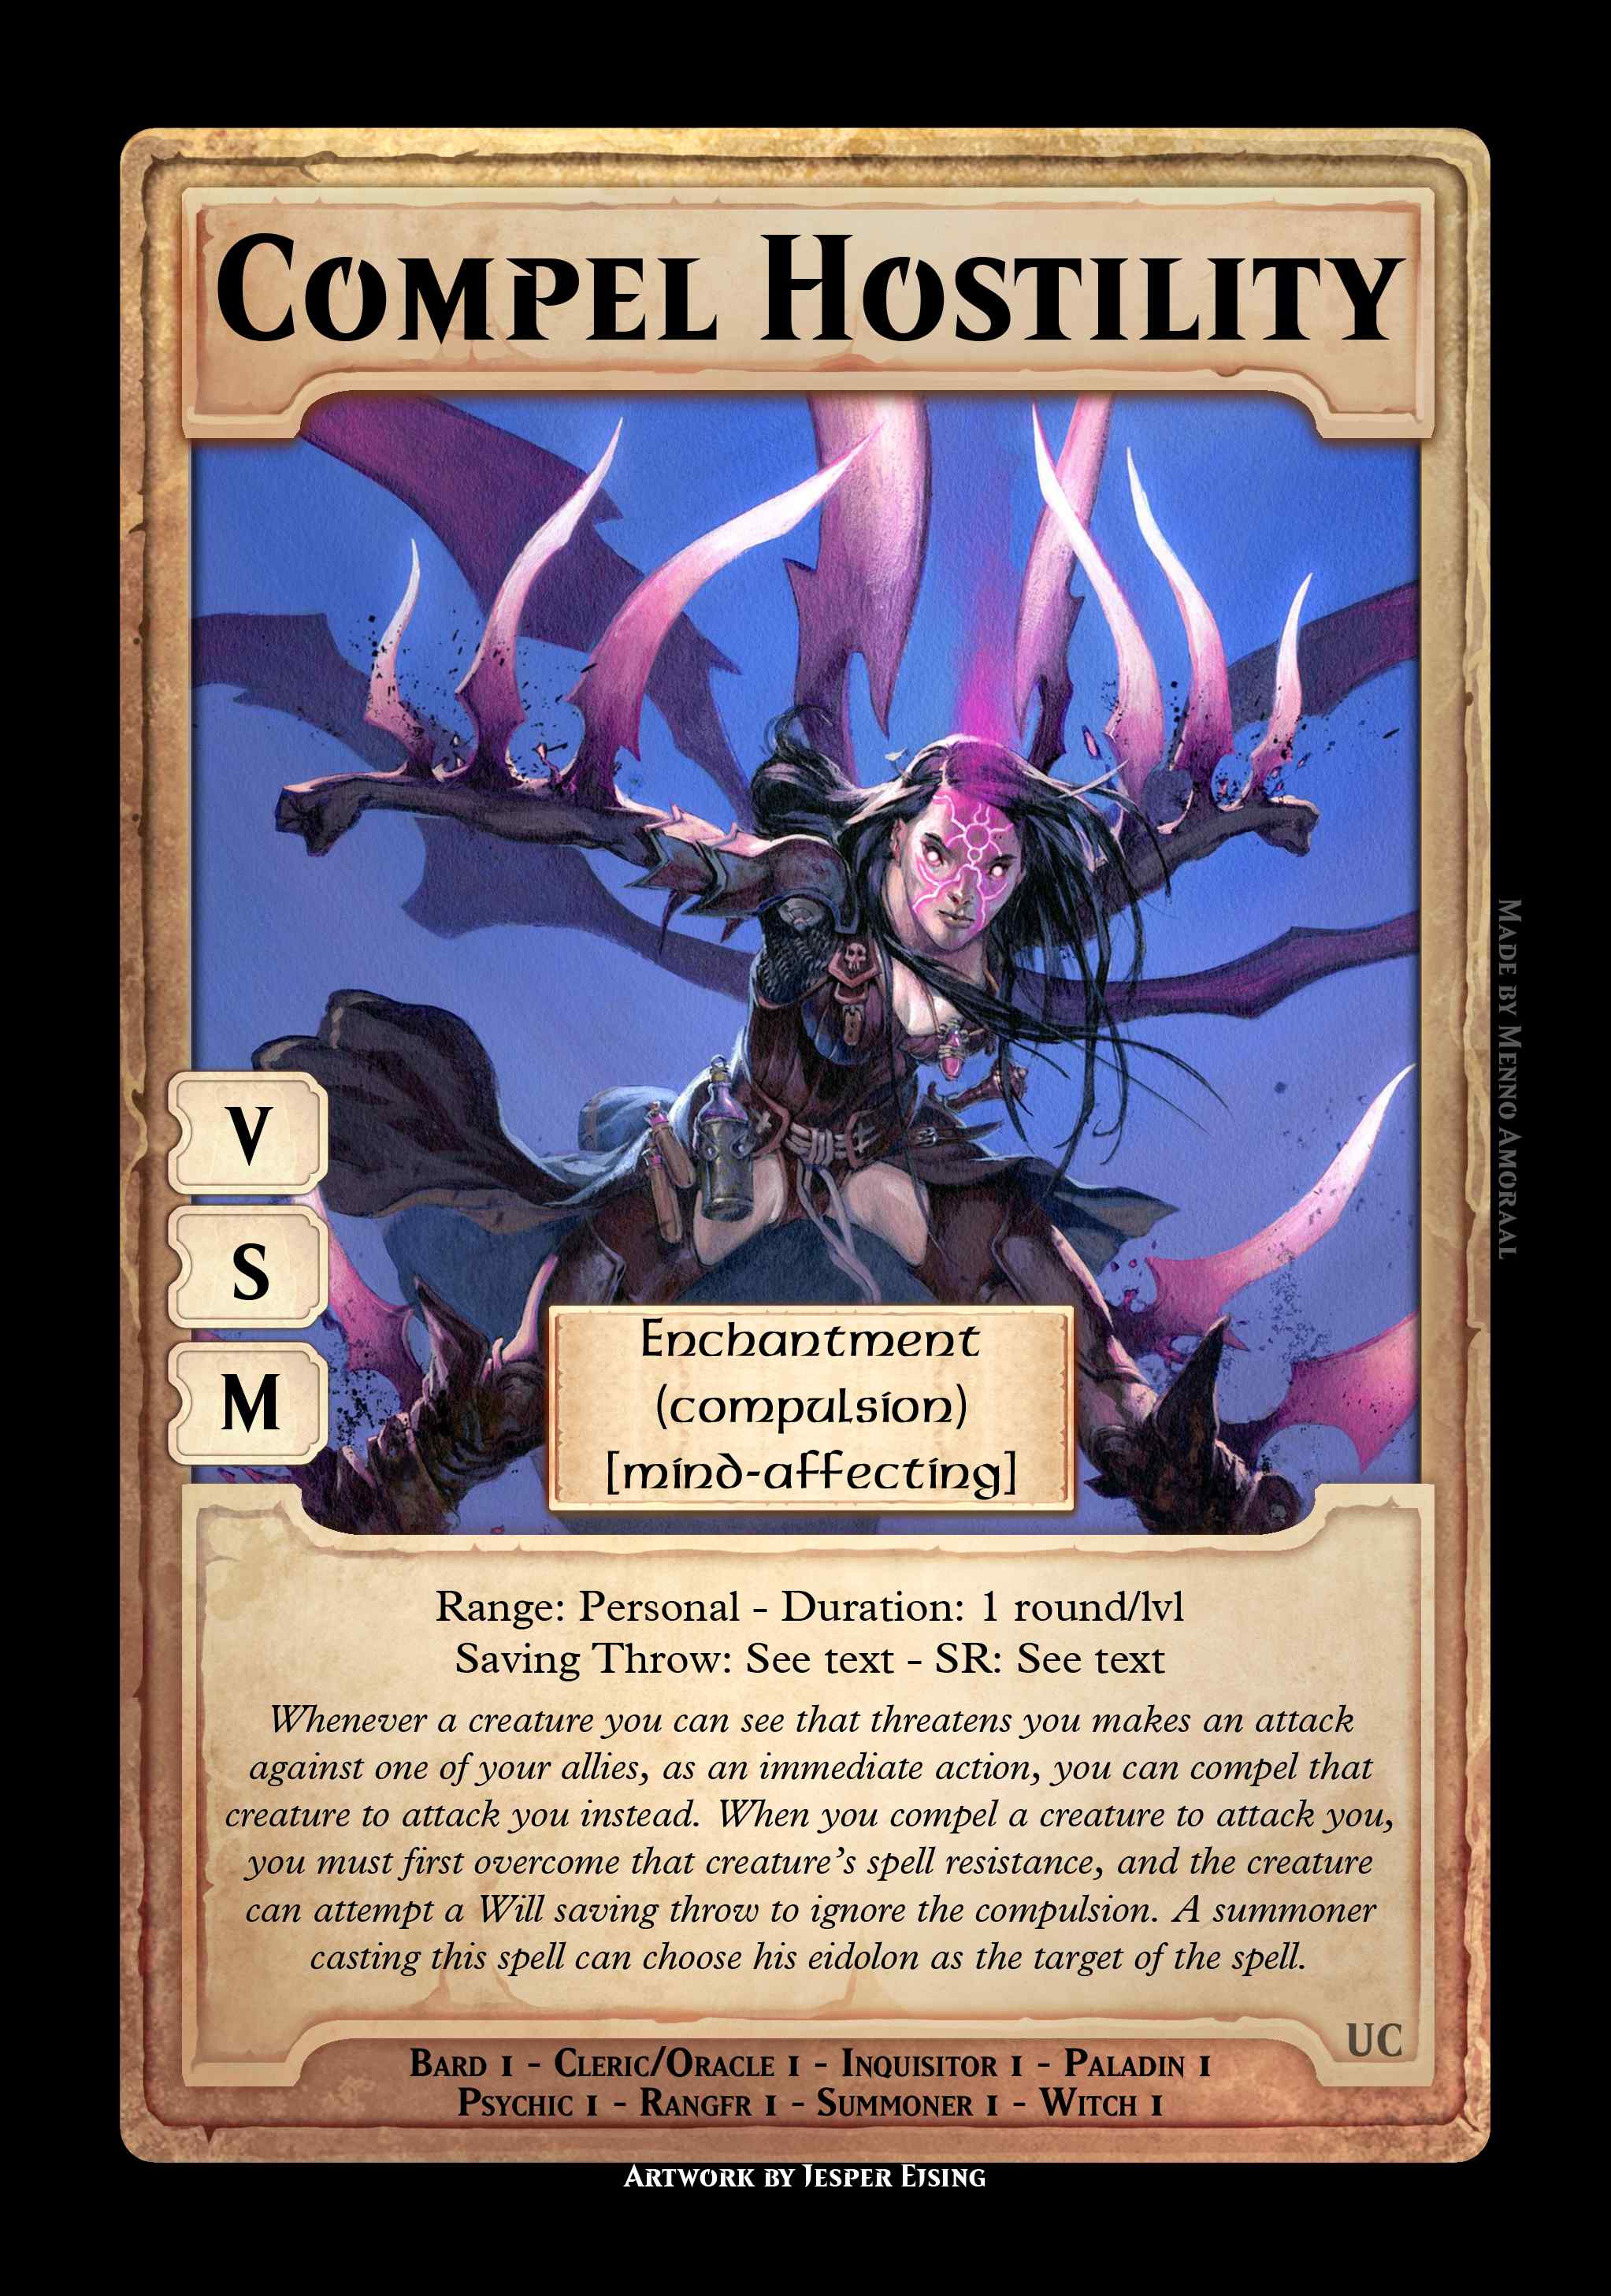 Compel Hostility
V
S
M
Enchantment
(compulsion)
[mind-affecting]
Range: Personal - Duration: 1 round/lvl
Saving Throw: See text - SR: See text
Whenever a creature you can see that threatens you makes an attack
against one of your allies, as an immediate action, you can compel that
creature to attack you instead. When you compel a creature to attack you,
you must first overcome that creature's spell resistance, and the creature
can attempt a Will saving throw to ignore the compulsion. A summoner
casting this spell can choose his eidolon as the target of the spell.
UC
Bard 1 - Cleric/Oracle 1 - Inquisitor 1 - Paladin 1
Psychic 1 - Rangfr 1 - Summoner 1 - Witch 1
Artwork by Jesper Ejsing
Made by Menno Amoraal